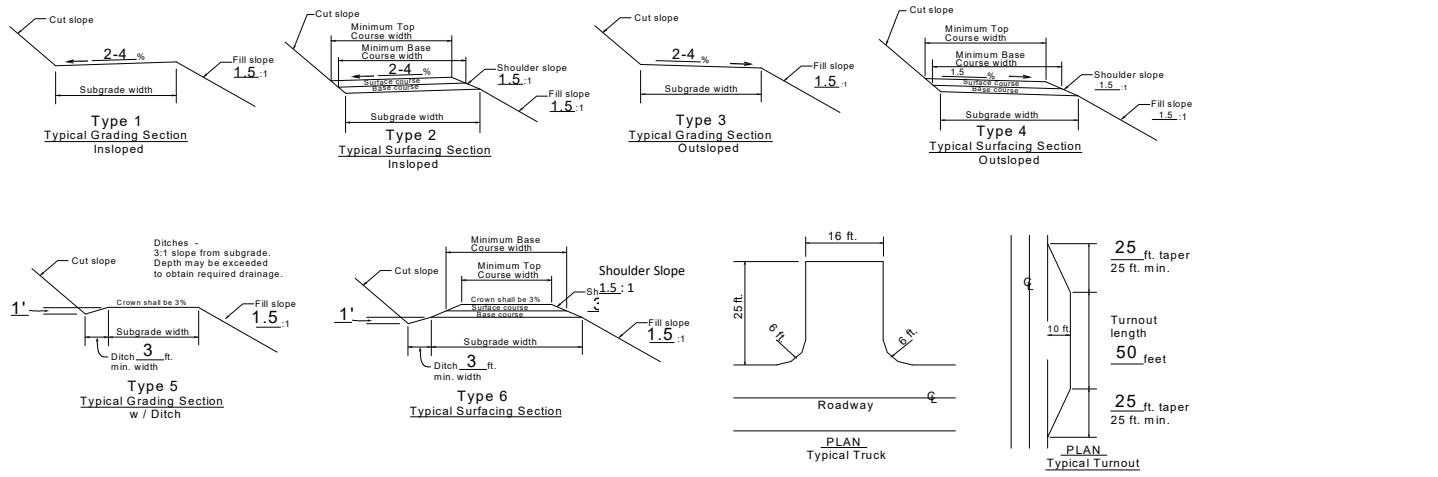 Cut slope
2-4 %
Fill slope
1.5 :1
Subgrade width
Type 1
Typical Grading Section
Insloped
Cut slope
Minimum Top
Course width
Minimum Base
Course width
2-4 %
Surface course
Base course
Shoulder slope
1.5 :1
Fill slope
1.5 :1
Subgrade width
Type 2
Typical Surfacing Section
Insloped
Cut slope
2-4 %
Fill slope
1.5 :1
Subgrade width
Type 3
Typical Grading Section
Outsloped
Cut slope
Minimum Top
Course width
Minimum Base
Course width
1.5 %
Surface course
Base course
Shoulder slope
1.5 :1
Fill slope
1.5 :1
Subgrade width
Type 4
Typical Surfacing Section
Outsloped
Ditches -
3:1 slope from subgrade.
Depth may be exceeded
to obtain required drainage.
Cut slope
1'
Crown shall be 3%
Fill slope
1.5 :1
Subgrade width
Ditch 3 ft.
min. width
Type 5
Typical Grading Section
w / Ditch
Minimum Base
Course width
Cut slope
Minimum Top
Course width
Shoulder Slope
Sh 1.5 : 1
1'
Crown shall be 3%
Surface course
Base course
Fill slope
1.5 :1
Subgrade width
Ditch 3 ft.
min. width
Type 6
Typical Surfacing Section
16 ft.
25 ft.
6 ft.
6 ft.
Roadway
CL
PLAN
Typical Truck
CL
25 ft. taper
25 ft. min.
10 ft.
Turnout
length
50 feet
25 ft. taper
25 ft. min.
PLAN
Typical Turnout